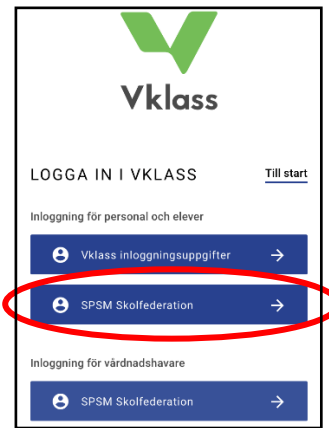 Vklass
LOGGA IN I VKLASS Till start
Inloggning för personal och elever
Vklass inloggningsuppgifter
SPSM Skolfederation
Inloggning för vårdnadshavare
SPSM Skolfederation